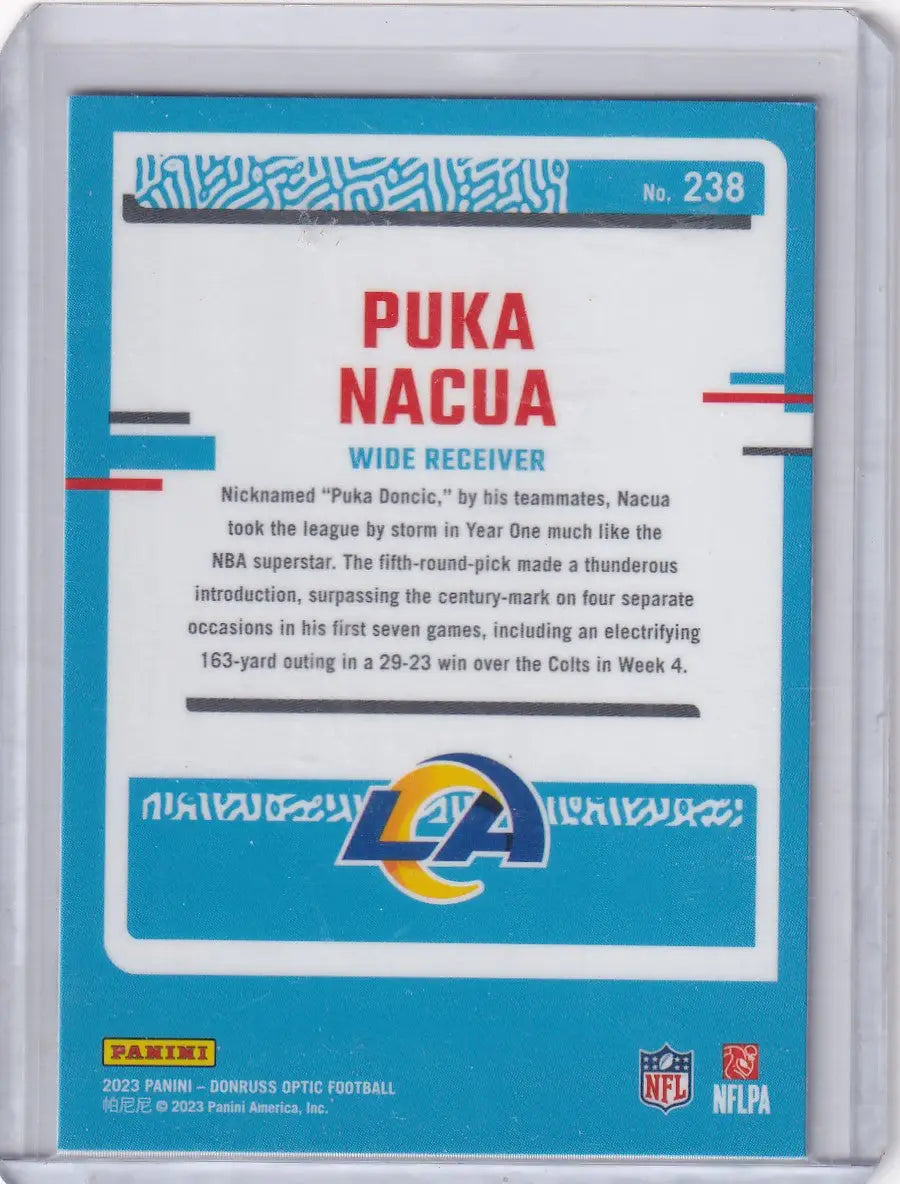 No. 238
PUKA
NACUA
WIDE RECEIVER
Nicknamed “Puka Doncic,” by his teammates, Nacua
took the league by storm in Year One much like the
NBA superstar. The fifth-round-pick made a thunderous
introduction, surpassing the century-mark on four separate
occasions in his first seven games, including an electrifying
163-yard outing in a 29-23 win over the Colts in Week 4.
LA
PANINI
2023 PANINI – DONRUSS OPTIC FOOTBALL
帕尼尼 © 2023 Panini America, Inc.
NFL
NFLPA